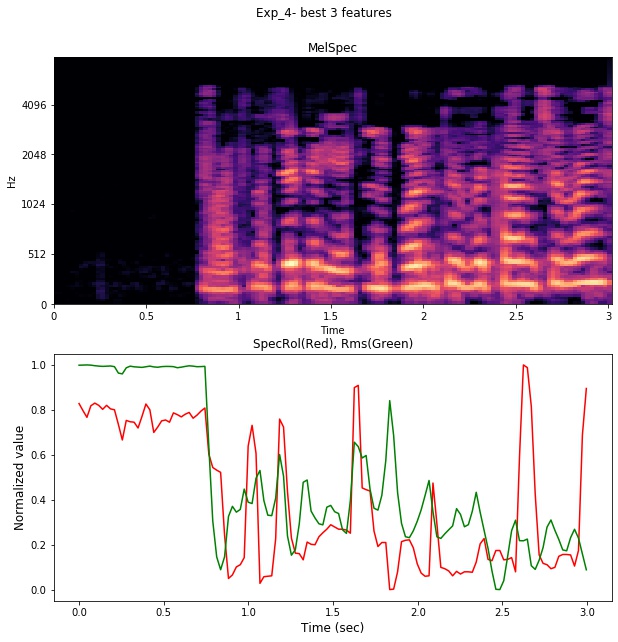 Exp_4- best 3 features
MelSpec
4096
2048
1024
512
0
Hz
0 0.5 1 1.5 2 2.5 3
Time
SpecRol(Red), Rms(Green)
1.0
0.8
0.6
0.4
0.2
0.0
Normalized value
0.0 0.5 1.0 1.5 2.0 2.5 3.0
Time (sec)